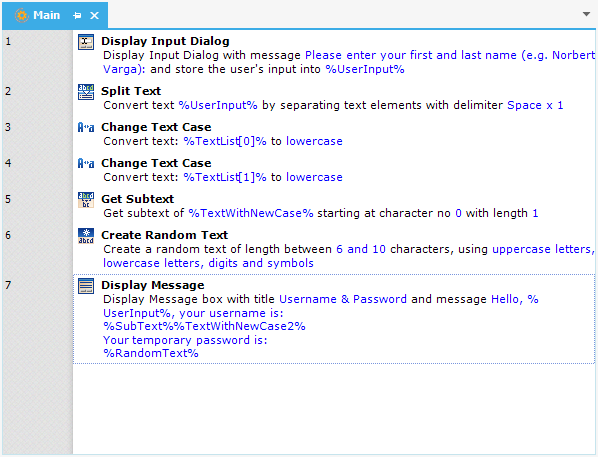 Main
1 Display Input Dialog
Display Input Dialog with message Please enter your first and last name (e.g. Norbert
Varga): and store the user's input into %UserInput%
2 Split Text
Convert text %UserInput% by separating text elements with delimiter Space x 1
3 Change Text Case
Convert text: %TextList[0]% to lowercase
4 Change Text Case
Convert text: %TextList[1]% to lowercase
5 Get Subtext
Get subtext of %TextWithNewCase% starting at character no 0 with length 1
6 Create Random Text
Create a random text of length between 6 and 10 characters, using uppercase letters,
lowercase letters, digits and symbols
7 Display Message
Display Message box with title Username & Password and message Hello, %
UserInput%, your username is:
%SubText%%TextWithNewCase2%
Your temporary password is:
%RandomText%